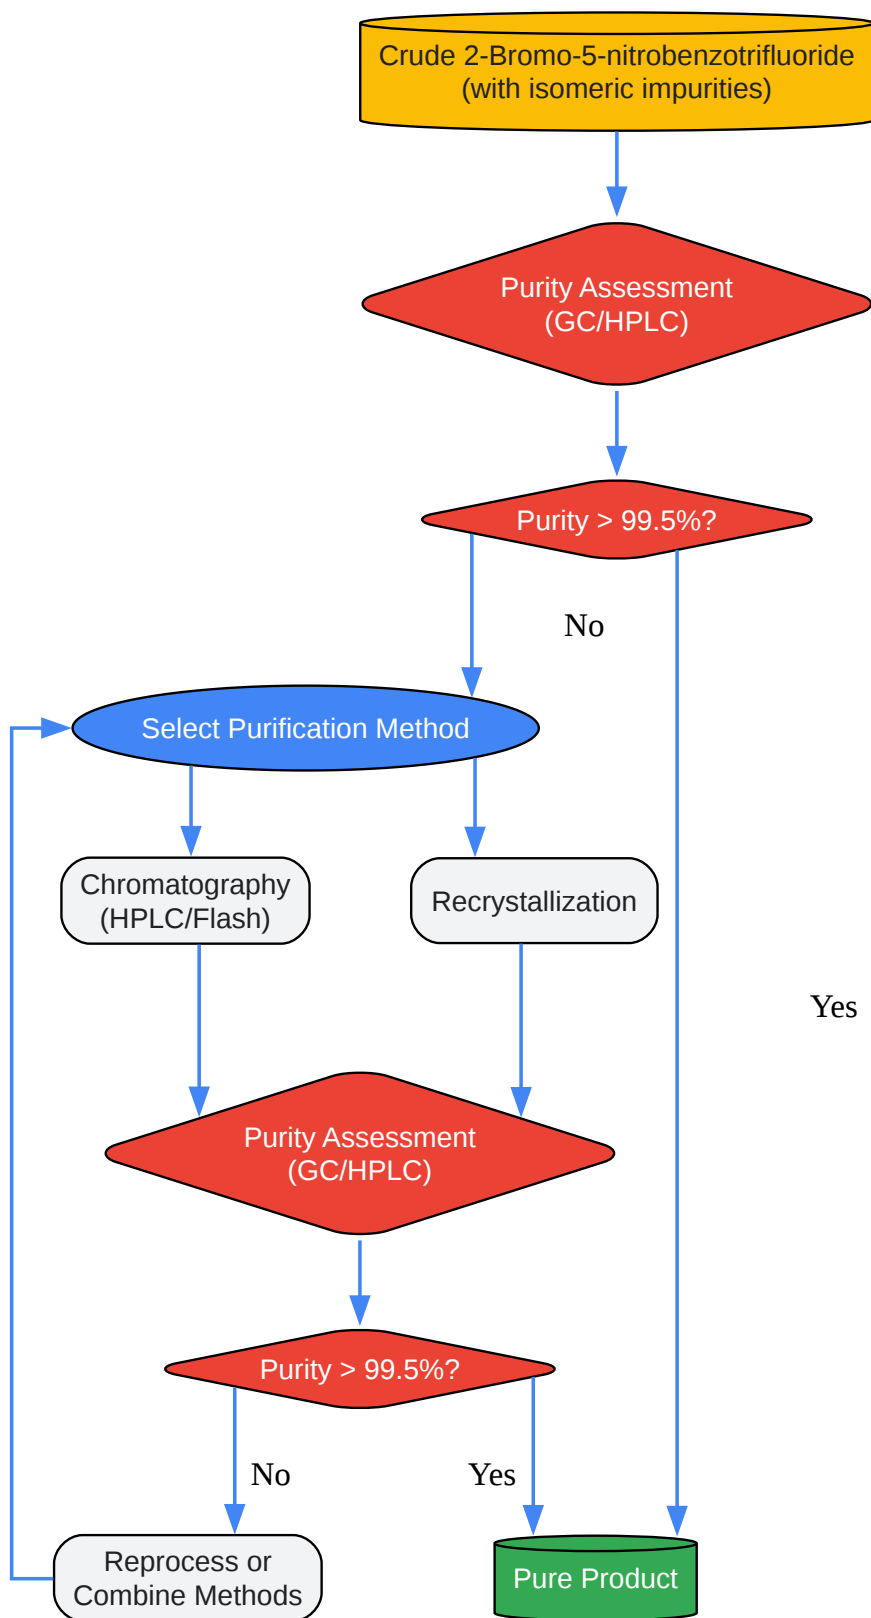 Crude 2-Bromo-5-nitrobenzotrifluoride
(with isomeric impurities)
Purity Assessment
(GC/HPLC)
Purity > 99.5%?
No
Select Purification Method
Chromatography
(HPLC/Flash)
Recrystallization
Yes
Purity Assessment
(GC/HPLC)
Purity > 99.5%?
No
Yes
Reprocess or
Combine Methods
Pure Product